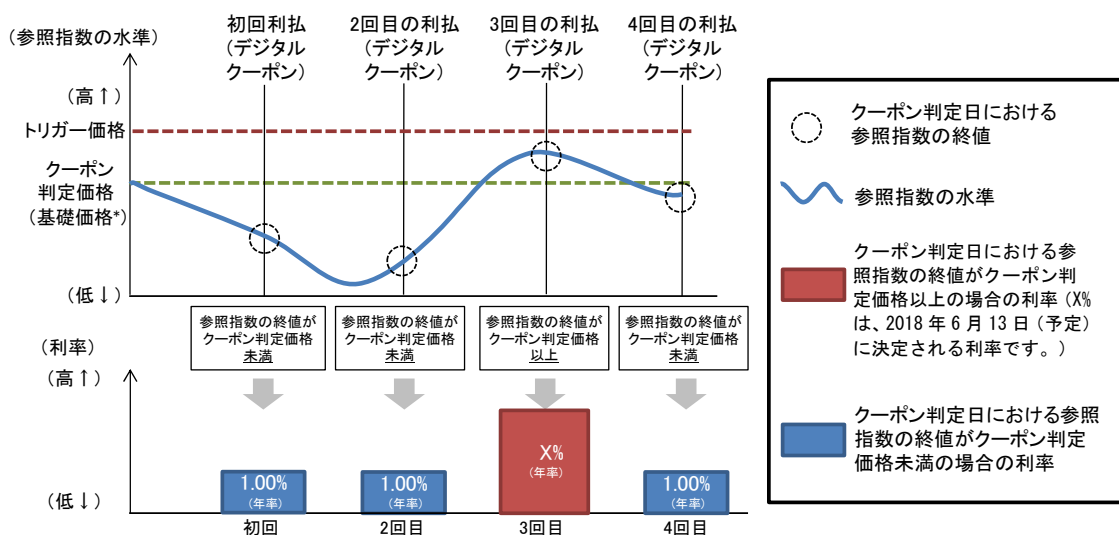 （参照指数の水準）
初回利払
（デジタル
クーポン）
2回目の利払
（デジタル
クーポン）
3回目の利払
（デジタル
クーポン）
4回目の利払
（デジタル
クーポン）
（高↑）
トリガー価格
クーポン
判定価格
（基礎価格*）
（低↓）
参照指数の終値が
クーポン判定価格
未満
参照指数の終値が
クーポン判定価格
未満
参照指数の終値が
クーポン判定価格
以上
参照指数の終値が
クーポン判定価格
未満
（利率）
（高↑）
（低↓）
1.00%
（年率）
1.00%
（年率）
X%
（年率）
1.00%
（年率）
初回
2回目
3回目
4回目
クーポン判定日における
参照指数の終値
参照指数の水準
クーポン判定日における参
照指数の終値がクーポン判
定価格以上の場合の利率（X%
は、2018 年 6 月 13 日（予定）
に決定される利率です。）
クーポン判定日における参照
指数の終値がクーポン判定
価格未満の場合の利率